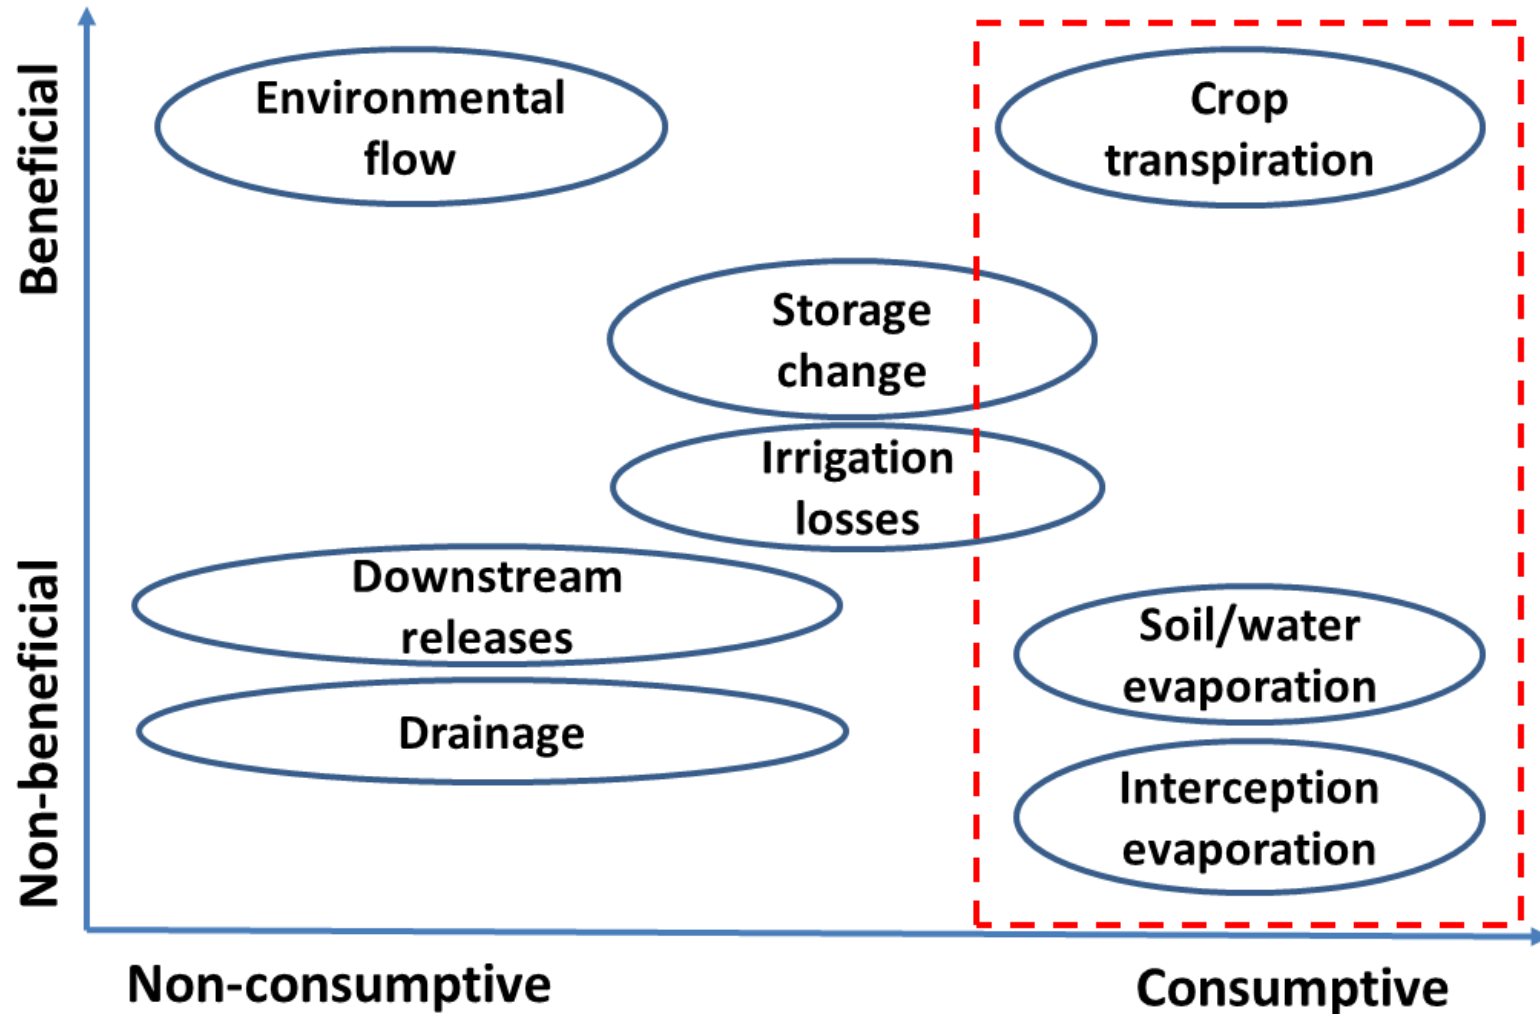 Beneficial
Non-beneficial
Environmental
flow
Crop
transpiration
Storage
change
Irrigation
losses
Downstream
releases
Soil/water
evaporation
Drainage
Interception
evaporation
Non-consumptive
Consumptive